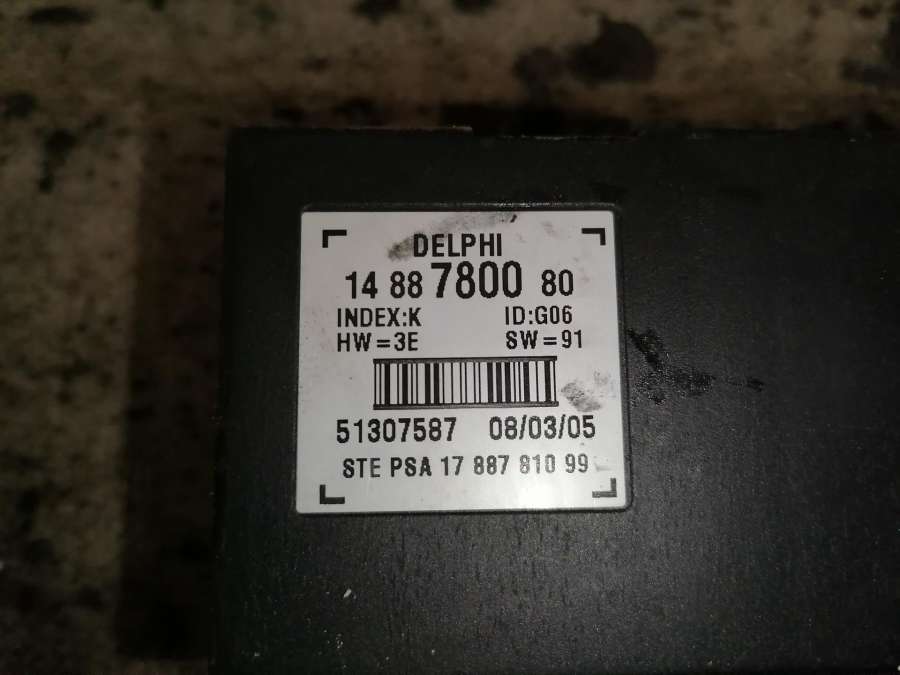 DELPHI
14 88 7800 80
INDEX:K ID:G06
HW=3E SW=91
51307587 08/03/05
STE PSA 17 887 810 99